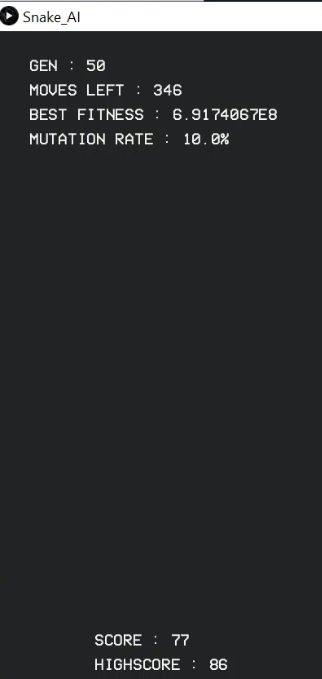 Snake_AI
GEN : 50
MOVES LEFT : 346
BEST FITNESS : 6.9174067E8
MUTATION RATE : 10.0%
SCORE : 77
HIGHSCORE : 86